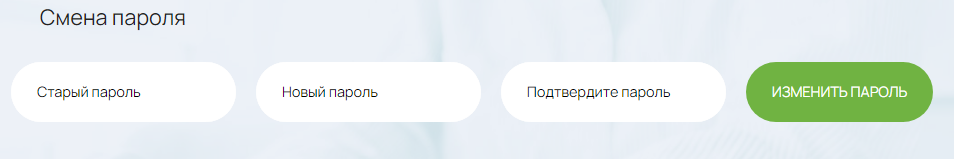 Смена пароля
Старый пароль
Новый пароль
Подтвердите пароль
ИЗМЕНИТЬ ПАРОЛЬ